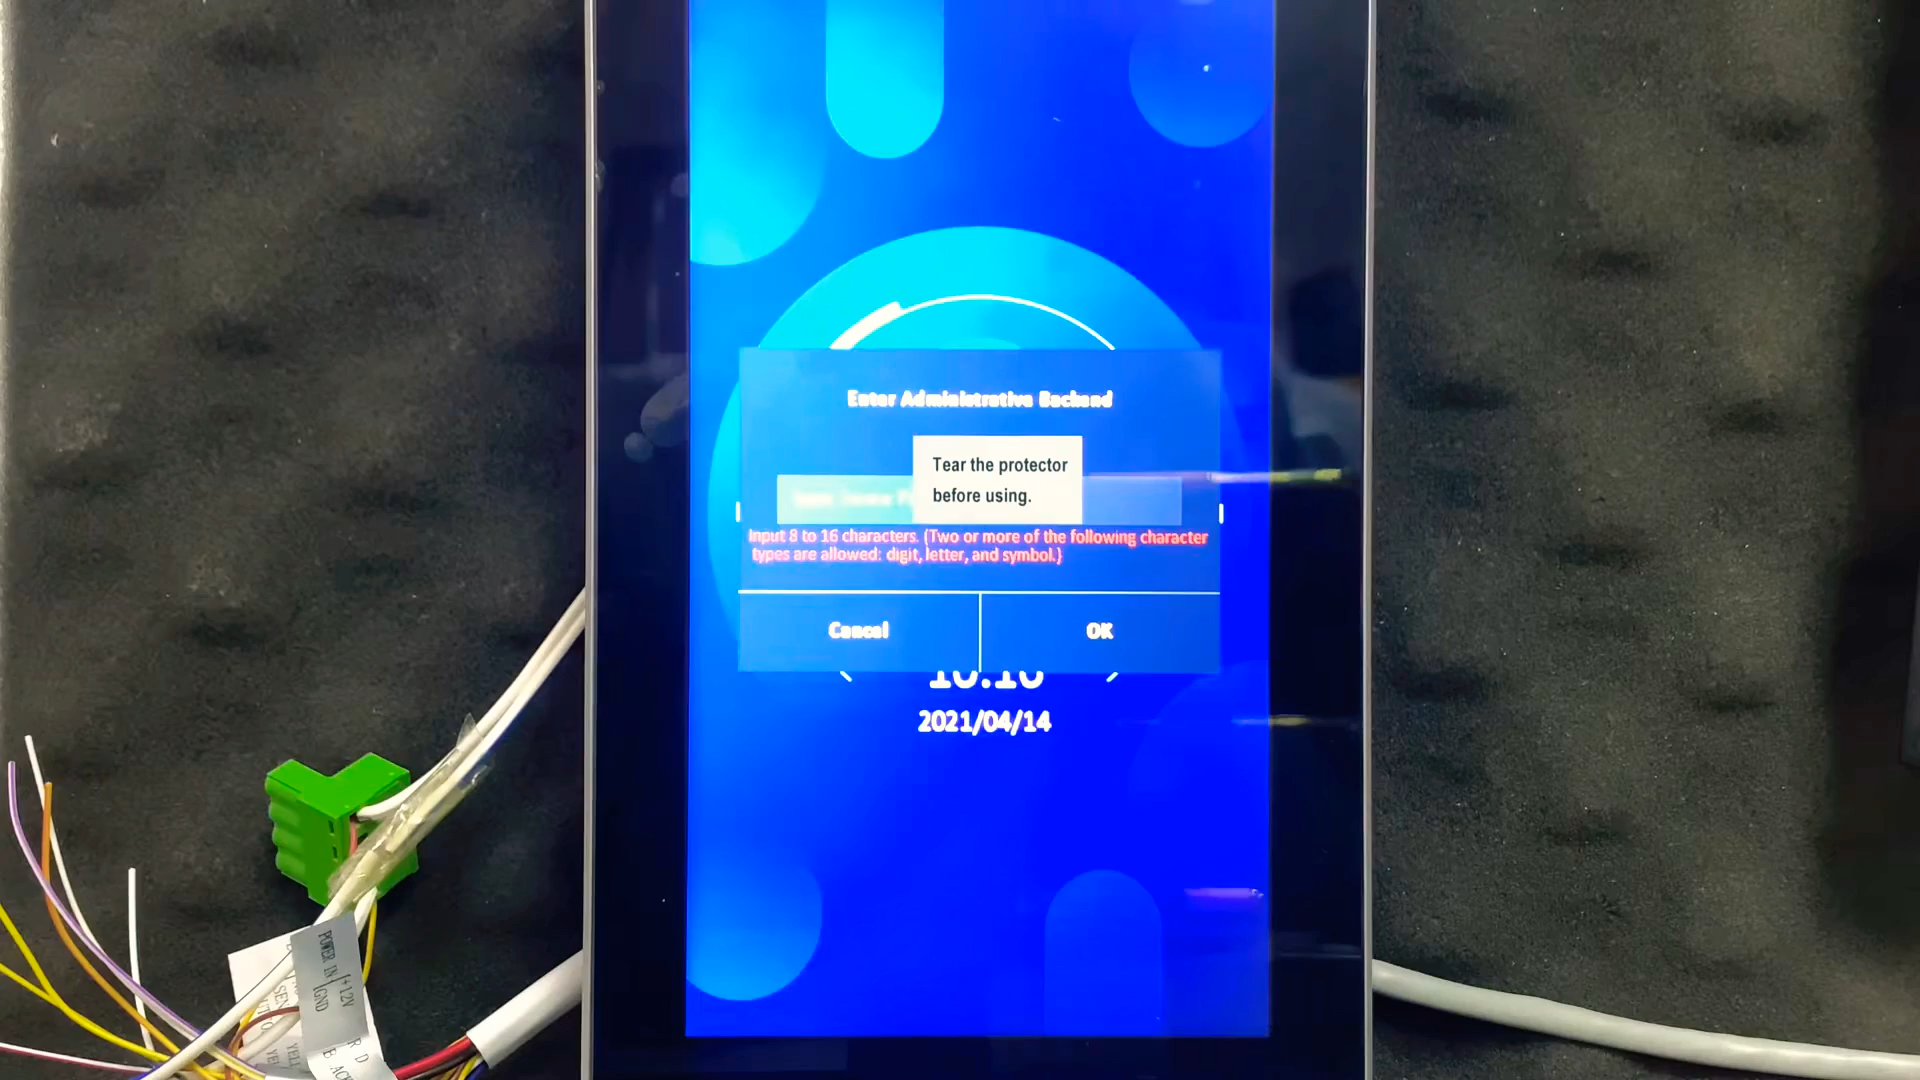 Enter Administrative Backend
Tear the protector
before using.
Input 8 to 16 characters. (Two or more of the following character
types are allowed: digit, letter, and symbol.)
Cancel
OK
2021/04/14
POWER IN
+12V
GND